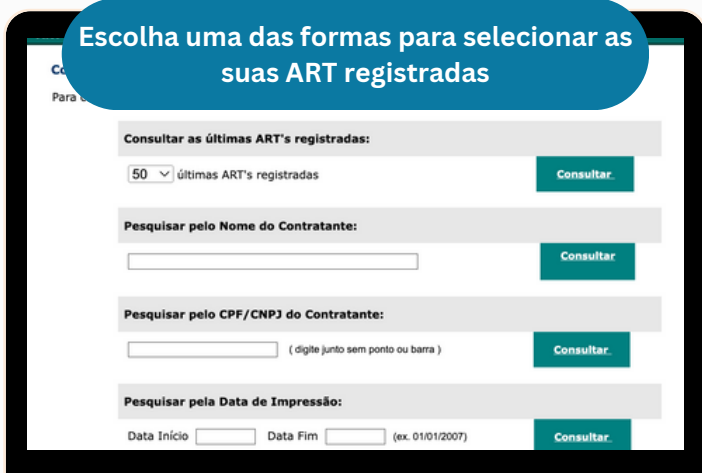 Escolha uma das formas para selecionar as
suas ART registradas
Co
Para
Consultar as últimas ART's registradas:
50 últimas ART's registradas Consultar
Pesquisar pelo Nome do Contratante:
Consultar
Pesquisar pelo CPF/CNPJ do Contratante:
( digite junto sem ponto ou barra ) Consultar
Pesquisar pela Data de Impressão:
Data Início Data Fim (ex. 01/01/2007) Consultar